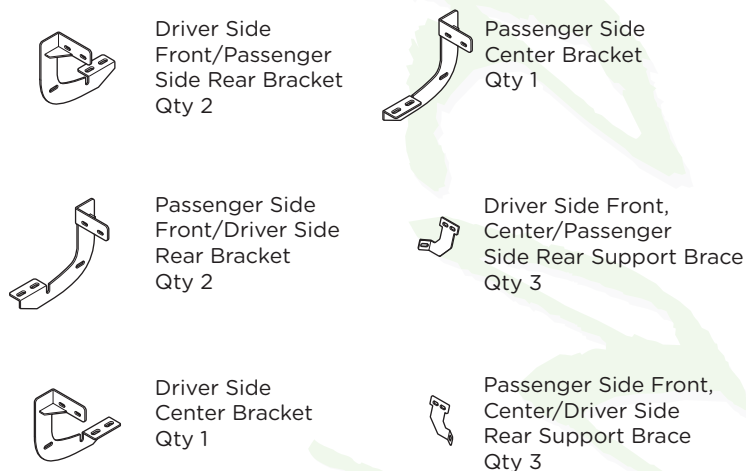 Driver Side
Front/Passenger
Side Rear Bracket
Qty 2
Passenger Side
Center Bracket
Qty 1
Passenger Side
Front/Driver Side
Rear Bracket
Qty 2
Driver Side Front,
Center/Passenger
Side Rear Support Brace
Qty 3
Driver Side
Center Bracket
Qty 1
Passenger Side Front,
Center/Driver Side
Rear Support Brace
Qty 3